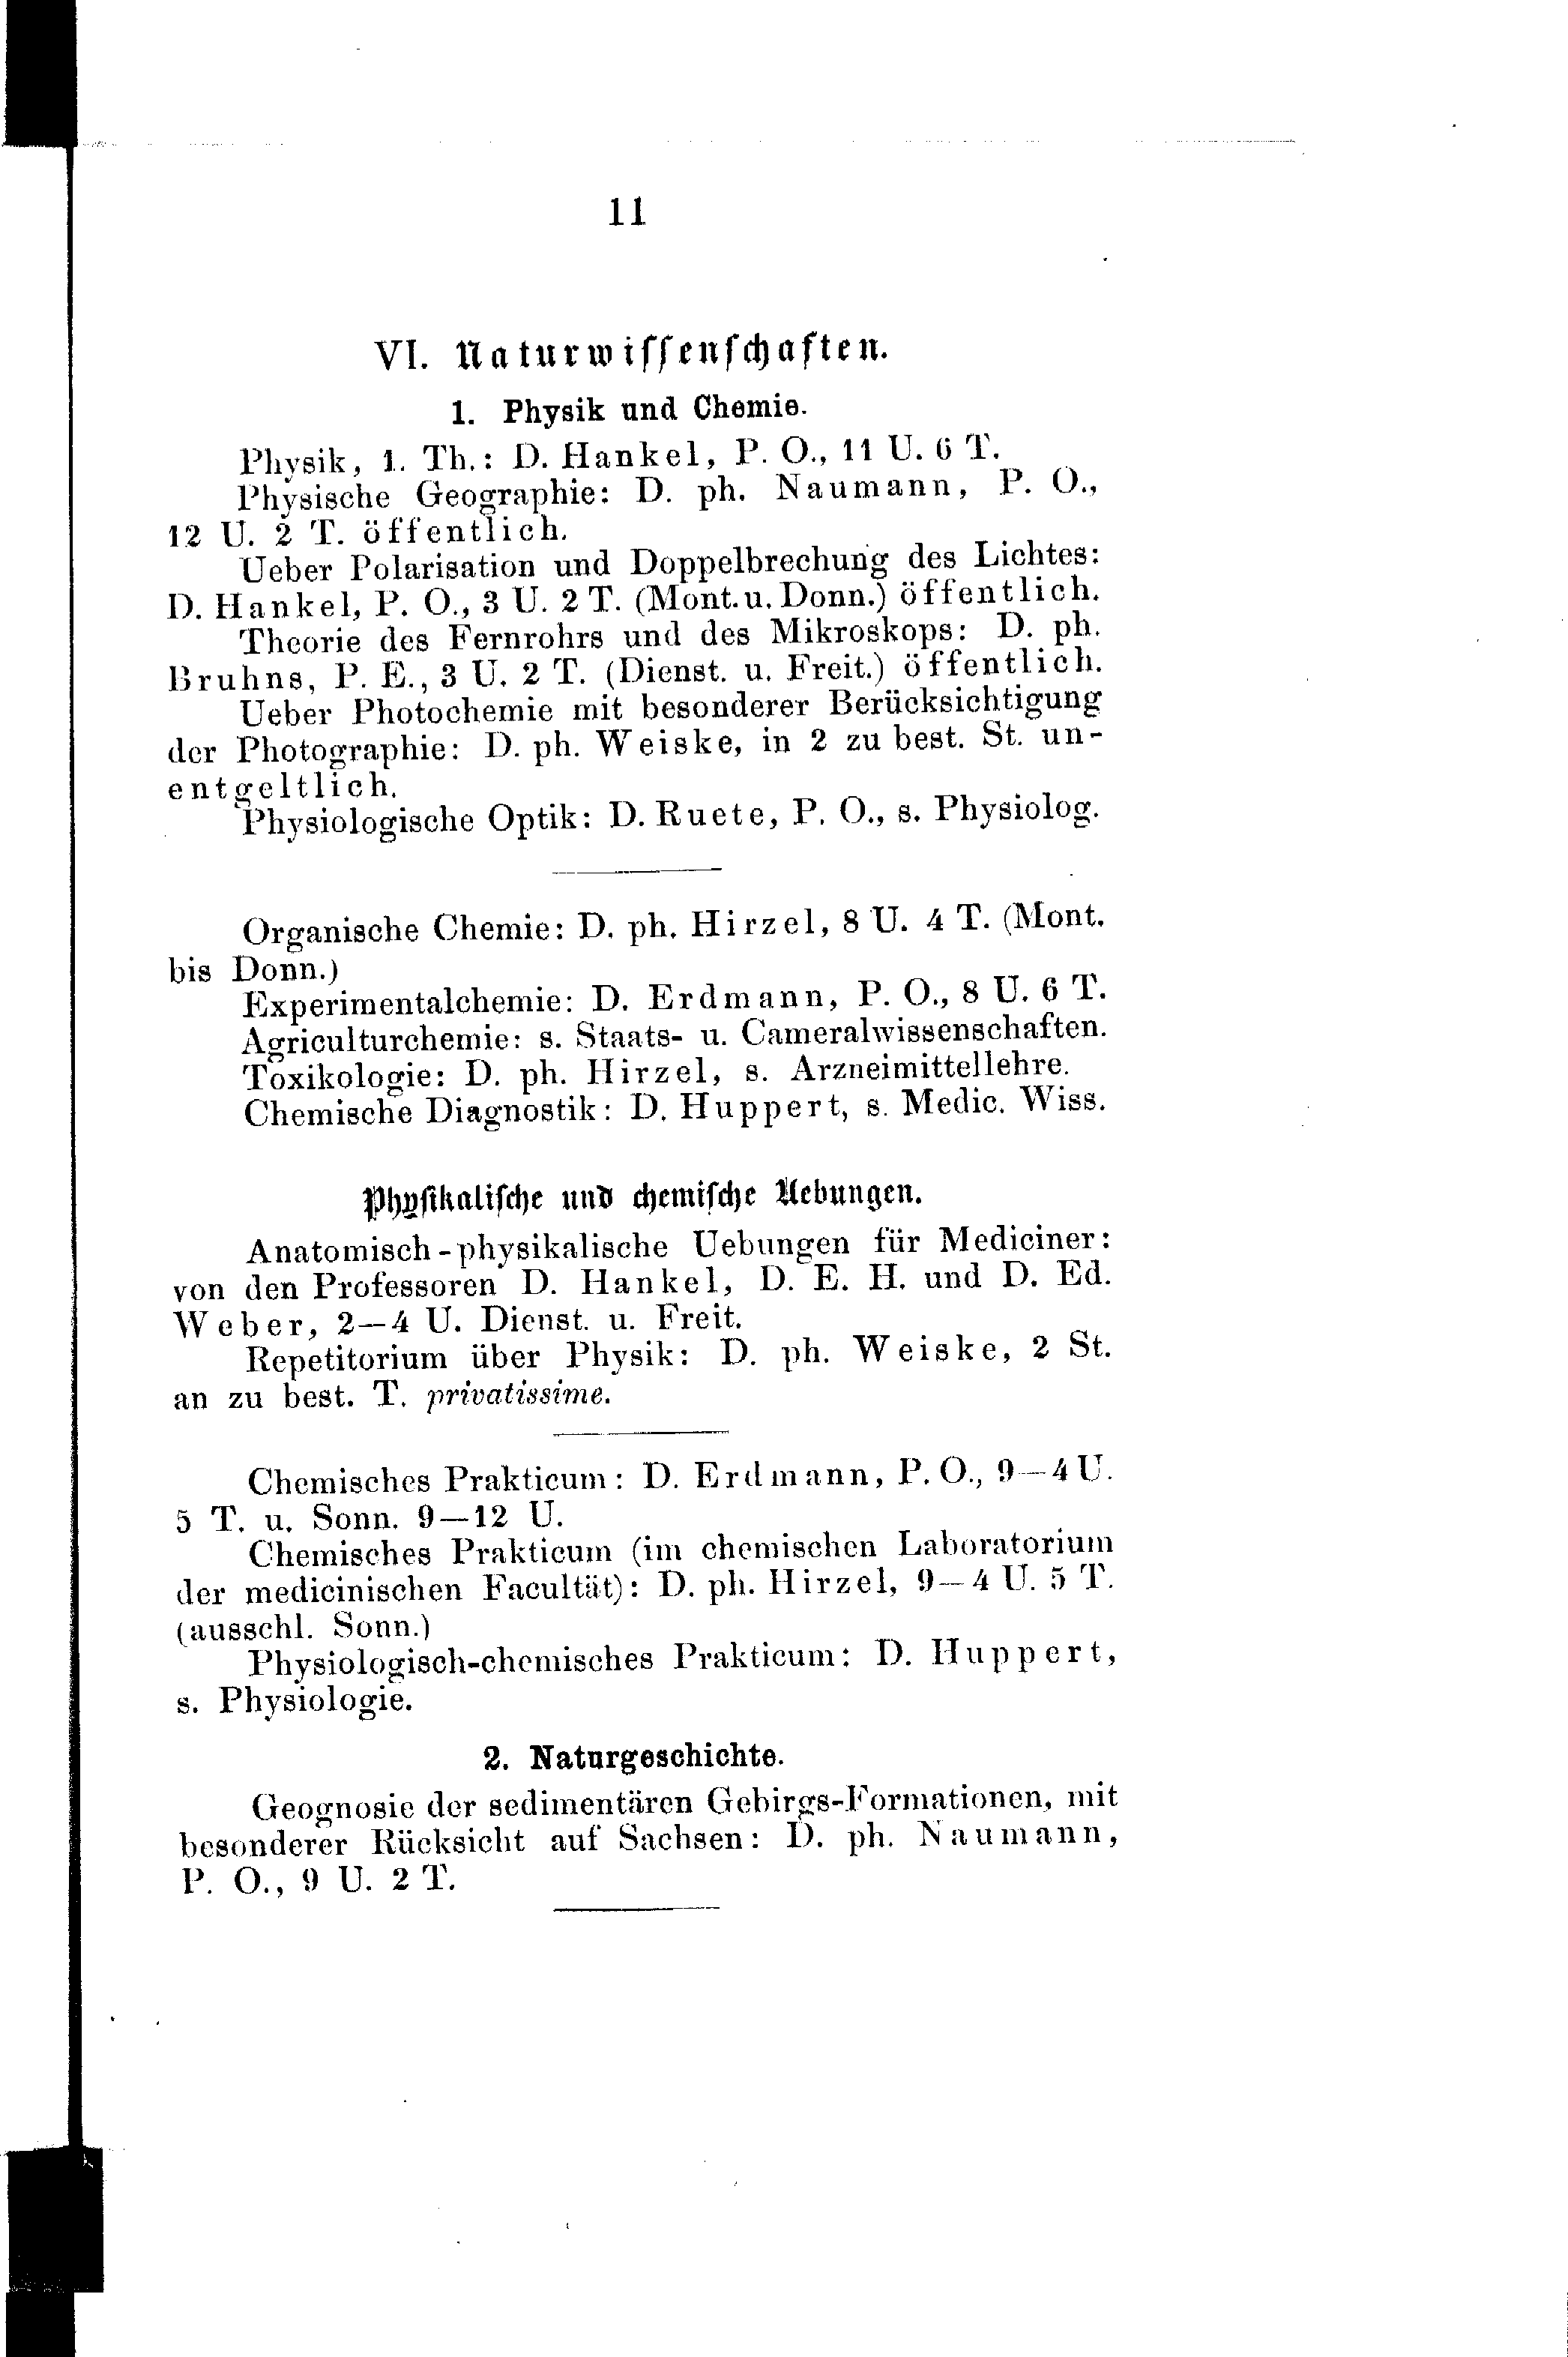 11
VI. Naturwissenschaften.
1. Physik und Chemie.
Physik, 1. Th.: D. Hankel, P. O., 11 U. 6 T.
Physische Geographie: D. ph. Naumann, P. O.,
12 U. 2 T. öffentlich.
Ueber Polarisation und Doppelbrechung des Lichtes:
D. Hankel, P. O., 3 U. 2 T. (Mont. u. Donn.) öffentlich.
Theorie des Fernrohrs und des Mikroskops: D. ph.
Bruhns, P. E., 3 U. 2 T. (Dienst. u. Freit.) öffentlich.
Ueber Photochemie mit besonderer Berücksichtigung
der Photographie: D. ph. Weiske, in 2 zu best. St. un-
entgeltlich.
Physiologische Optik: D. Ruete, P. O., s. Physiolog.
Organische Chemie: D. ph. Hirzel, 8 U. 4 T. (Mont.
bis Donn.)
Experimentalchemie: D. Erdmann, P. O., 8 U. 6 T.
Agriculturchemie: s. Staats- u. Cameralwissenschaften.
Toxikologie: D. ph. Hirzel, s. Arzneimittellehre.
Chemische Diagnostik: D. Huppert, s. Medic. Wiss.
Physikalische und chemische Uebungen.
Anatomisch-physikalische Uebungen für Mediciner:
von den Professoren D. Hankel, D. E. H. und D. Ed.
Weber, 2—4 U. Dienst. u. Freit.
Repetitorium über Physik: D. ph. Weiske, 2 St.
an zu best. T. privatissime.
Chemisches Prakticum: D. Erdmann, P. O., 9—4 U.
5 T. u. Sonn. 9—12 U.
Chemisches Prakticum (im chemischen Laboratorium
der medicinischen Facultät): D. ph. Hirzel, 9—4 U. 5 T.
(ausschl. Sonn.)
Physiologisch-chemisches Prakticum: D. Huppert,
s. Physiologie.
2. Naturgeschichte.
Geognosie der sedimentären Gebirgs-Formationen, mit
besonderer Rücksicht auf Sachsen: D. ph. Naumann,
P. O., 9 U. 2 T.